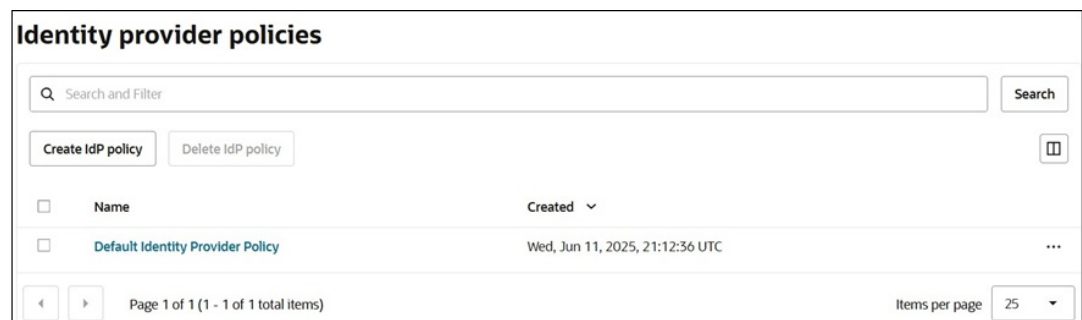 Identity provider policies
Search and Filter
Search
Create IdP policy
Delete IdP policy
Name
Created
Default Identity Provider Policy
Wed, Jun 11, 2025, 21:12:36 UTC
...
Page 1 of 1 (1 - 1 of 1 total items)
Items per page
25